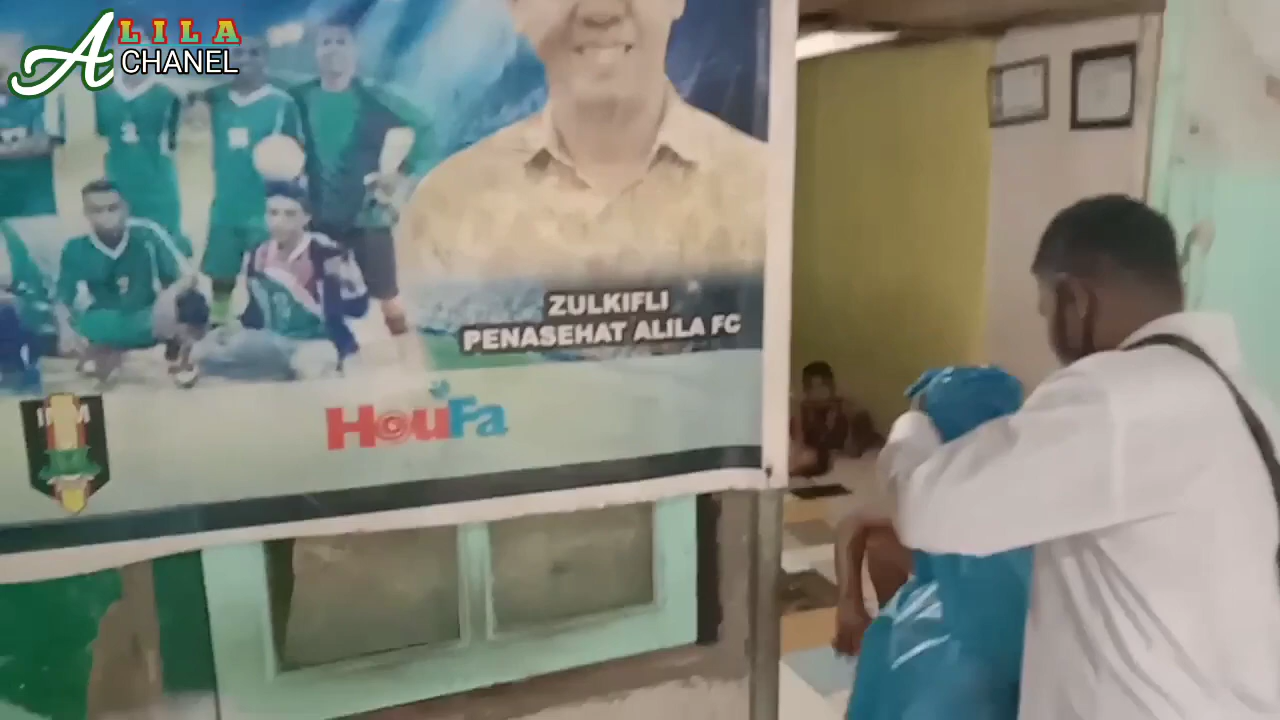 ALILA
CHANEL
ZULKIFLI
PENASEHAT ALILA FC
HouFa